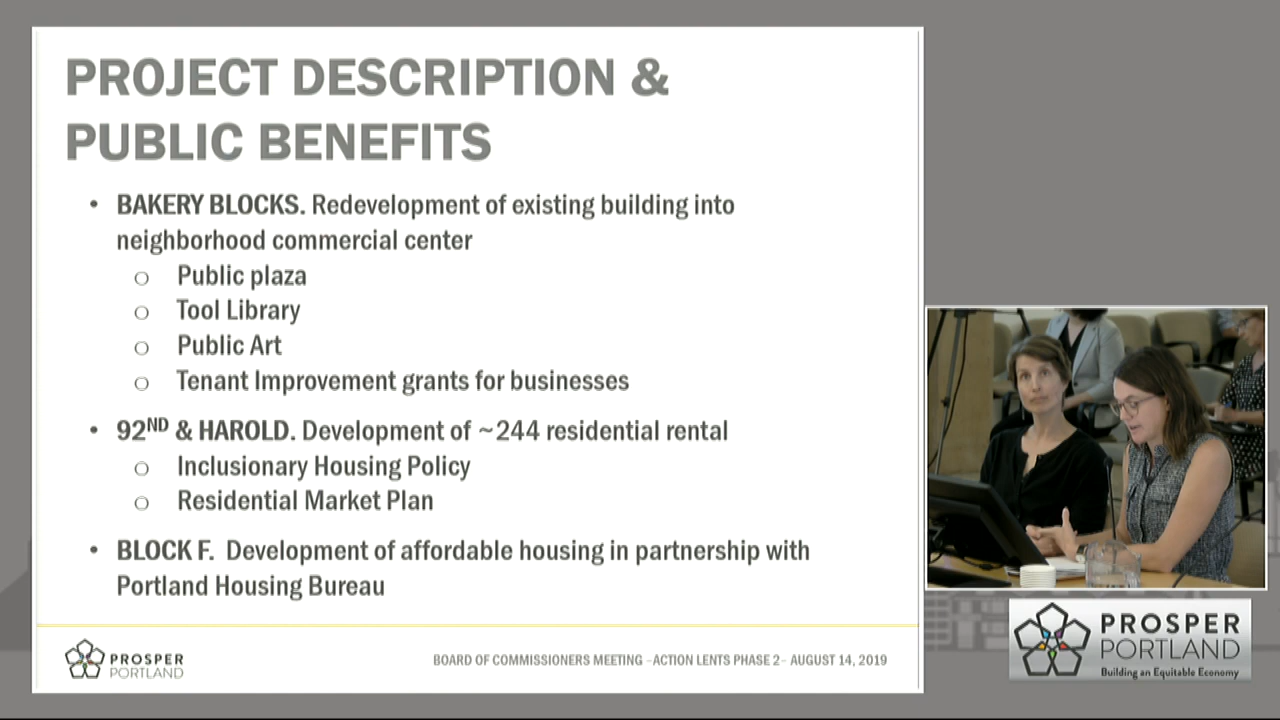 PROJECT DESCRIPTION &
PUBLIC BENEFITS
• BAKERY BLOCKS. Redevelopment of existing building into
neighborhood commercial center
o Public plaza
o Tool Library
o Public Art
o Tenant Improvement grants for businesses
• 92ND & HAROLD. Development of ~244 residential rental
o Inclusionary Housing Policy
o Residential Market Plan
• BLOCK F. Development of affordable housing in partnership with
Portland Housing Bureau
PROSPER
PORTLAND
BOARD OF COMMISSIONERS MEETING –ACTION LENTS PHASE 2– AUGUST 14, 2019
PROSPER
PORTLAND
Building an Equitable Economy